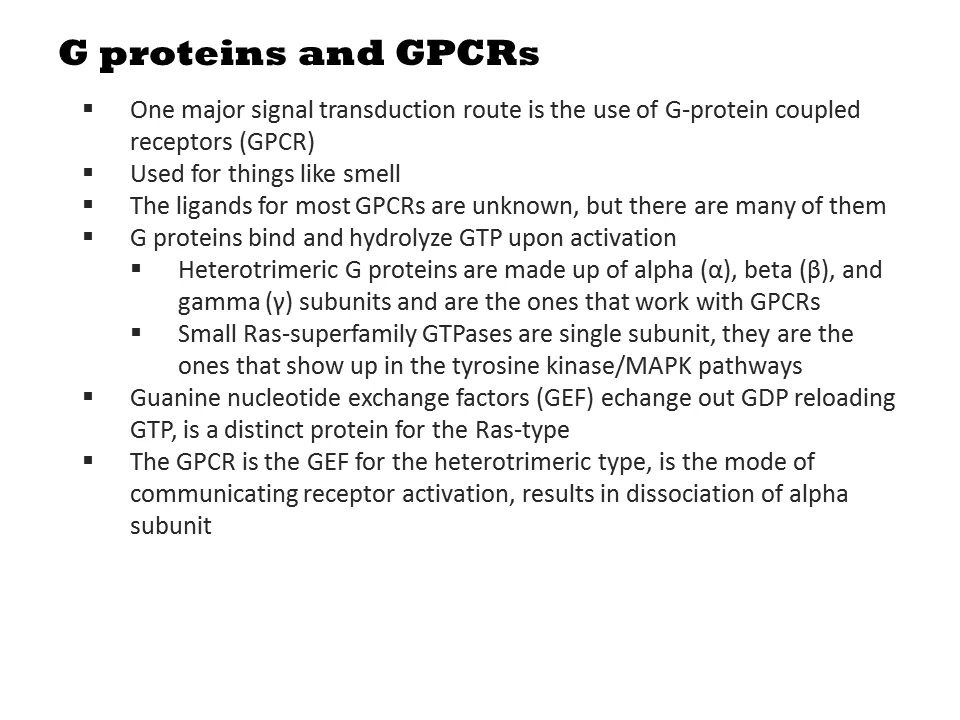 G proteins and GPCRs
▪ One major signal transduction route is the use of G-protein coupled
receptors (GPCR)
▪ Used for things like smell
▪ The ligands for most GPCRs are unknown, but there are many of them
▪ G proteins bind and hydrolyze GTP upon activation
▪ Heterotrimeric G proteins are made up of alpha (α), beta (β), and
gamma (γ) subunits and are the ones that work with GPCRs
▪ Small Ras-superfamily GTPases are single subunit, they are the
ones that show up in the tyrosine kinase/MAPK pathways
▪ Guanine nucleotide exchange factors (GEF) echange out GDP reloading
GTP, is a distinct protein for the Ras-type
▪ The GPCR is the GEF for the heterotrimeric type, is the mode of
communicating receptor activation, results in dissociation of alpha
subunit